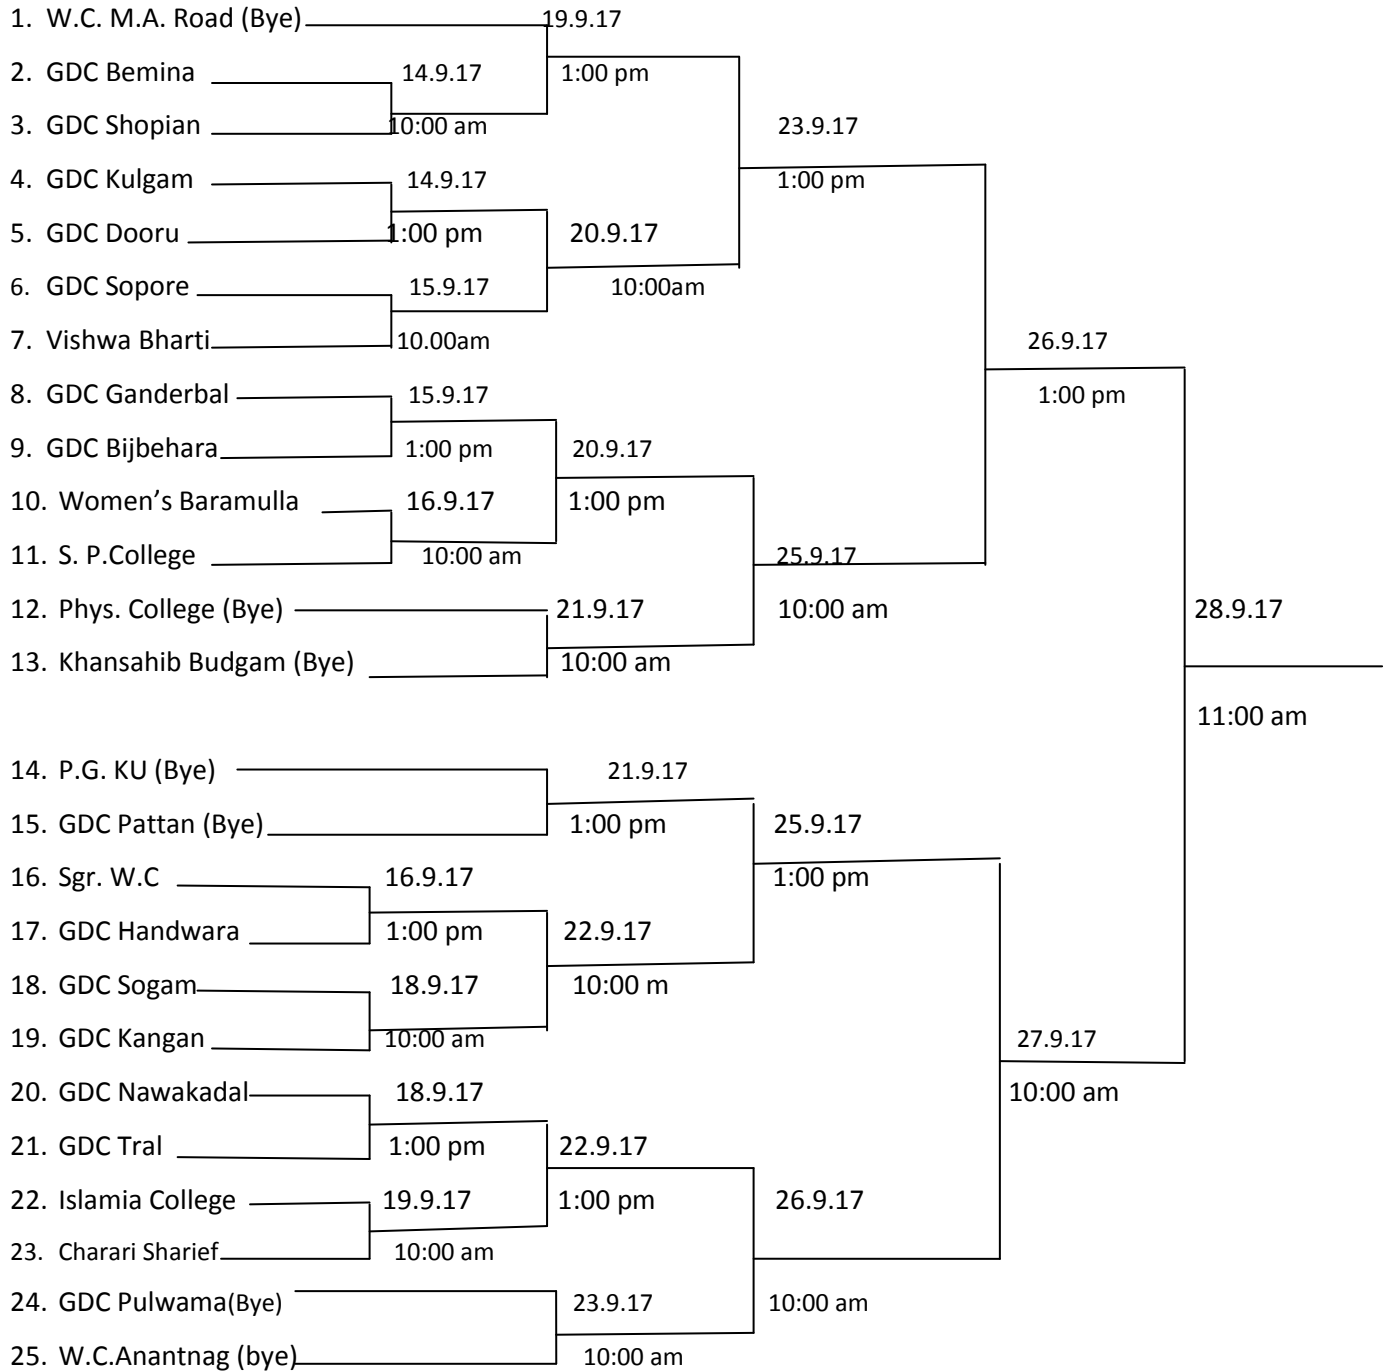 1. W.C. M.A. Road (Bye) 19.9.17
2. GDC Bemina 14.9.17 1:00 pm
3. GDC Shopian 10:00 am 23.9.17
4. GDC Kulgam 14.9.17 1:00 pm
5. GDC Dooru 1:00 pm 20.9.17
6. GDC Sopore 15.9.17 10:00am
7. Vishwa Bharti 10.00am 26.9.17
8. GDC Ganderbal 15.9.17 1:00 pm
9. GDC Bijbehara 1:00 pm 20.9.17
10. Women’s Baramulla 16.9.17 1:00 pm
11. S. P.College 10:00 am 25.9.17
12. Phys. College (Bye) 21.9.17 10:00 am 28.9.17
13. Khansahib Budgam (Bye) 10:00 am
11:00 am
14. P.G. KU (Bye) 21.9.17
15. GDC Pattan (Bye) 1:00 pm 25.9.17
16. Sgr. W.C 16.9.17 1:00 pm
17. GDC Handwara 1:00 pm 22.9.17
18. GDC Sogam 18.9.17 10:00 m
19. GDC Kangan 10:00 am 27.9.17
20. GDC Nawakadal 18.9.17 10:00 am
21. GDC Tral 1:00 pm 22.9.17
22. Islamia College 19.9.17 1:00 pm 26.9.17
23. Charari Sharief 10:00 am
24. GDC Pulwama(Bye) 23.9.17 10:00 am
25. W.C.Anantnag (bye) 10:00 am